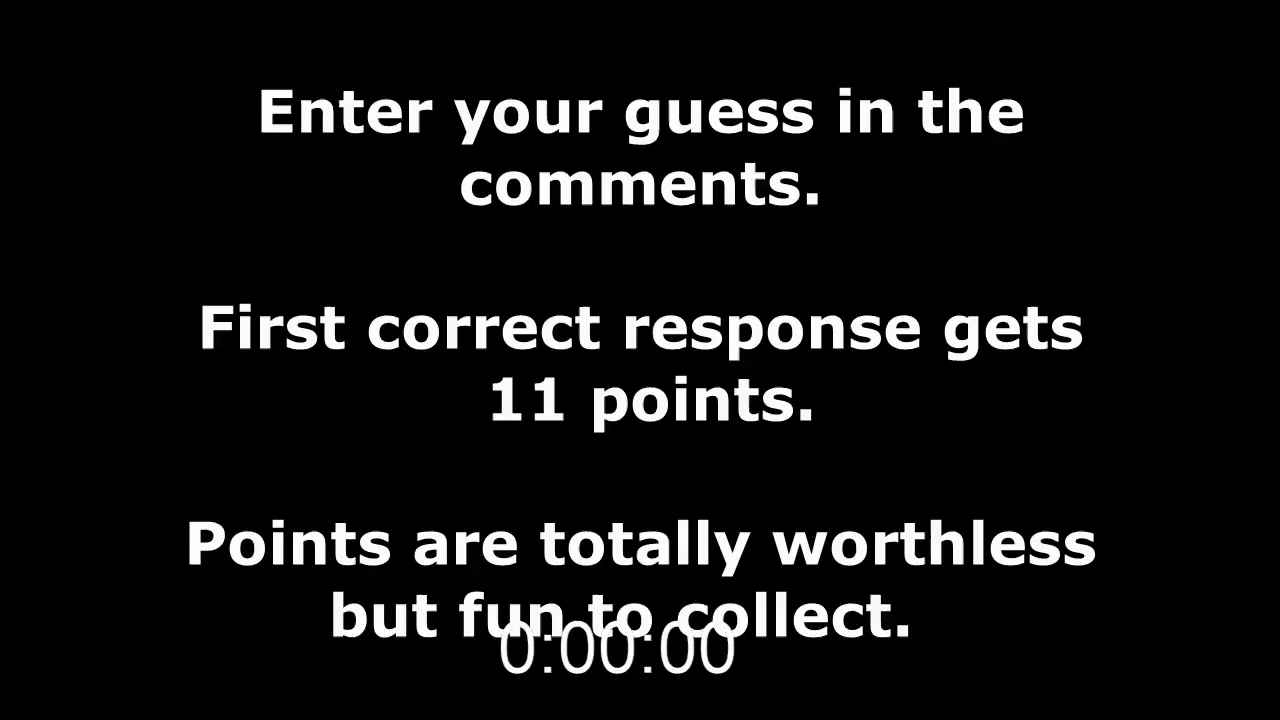 Enter your guess in the
comments.
First correct response gets
11 points.
Points are totally worthless
but fun to collect.
0:00:00